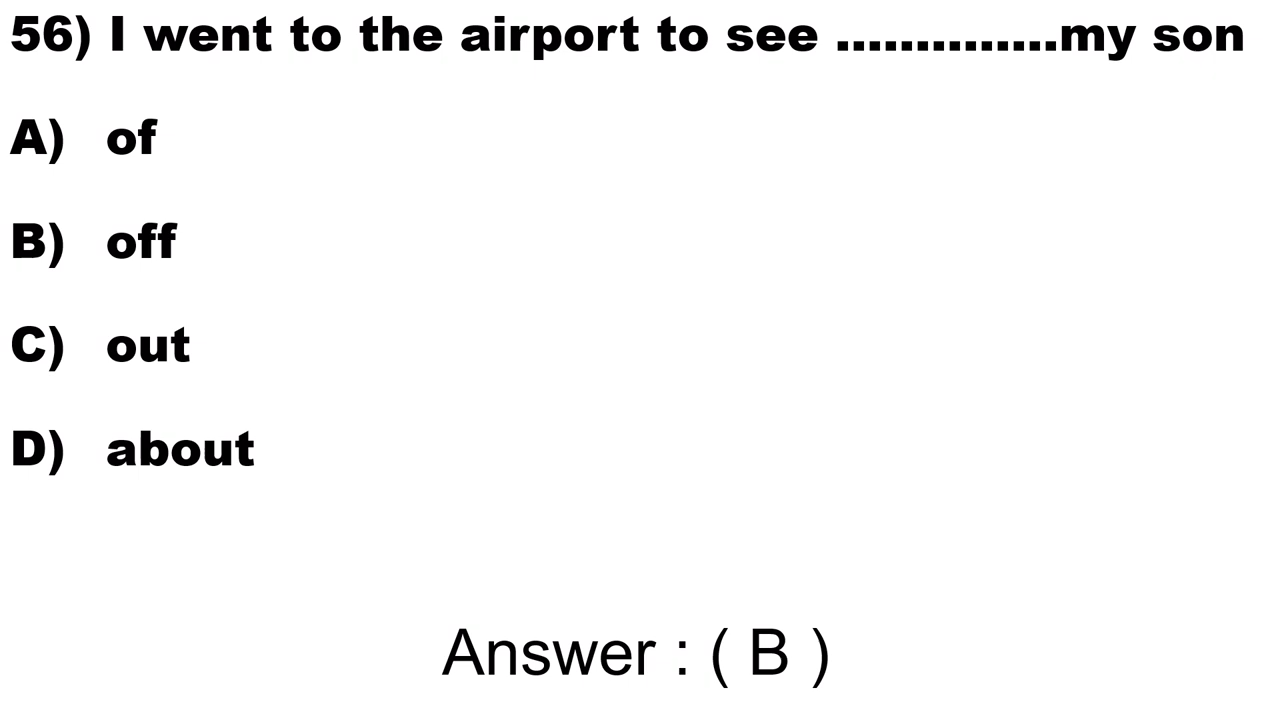 56) I went to the airport to see ..............my son
A) of
B) off
C) out
D) about
Answer : ( B )